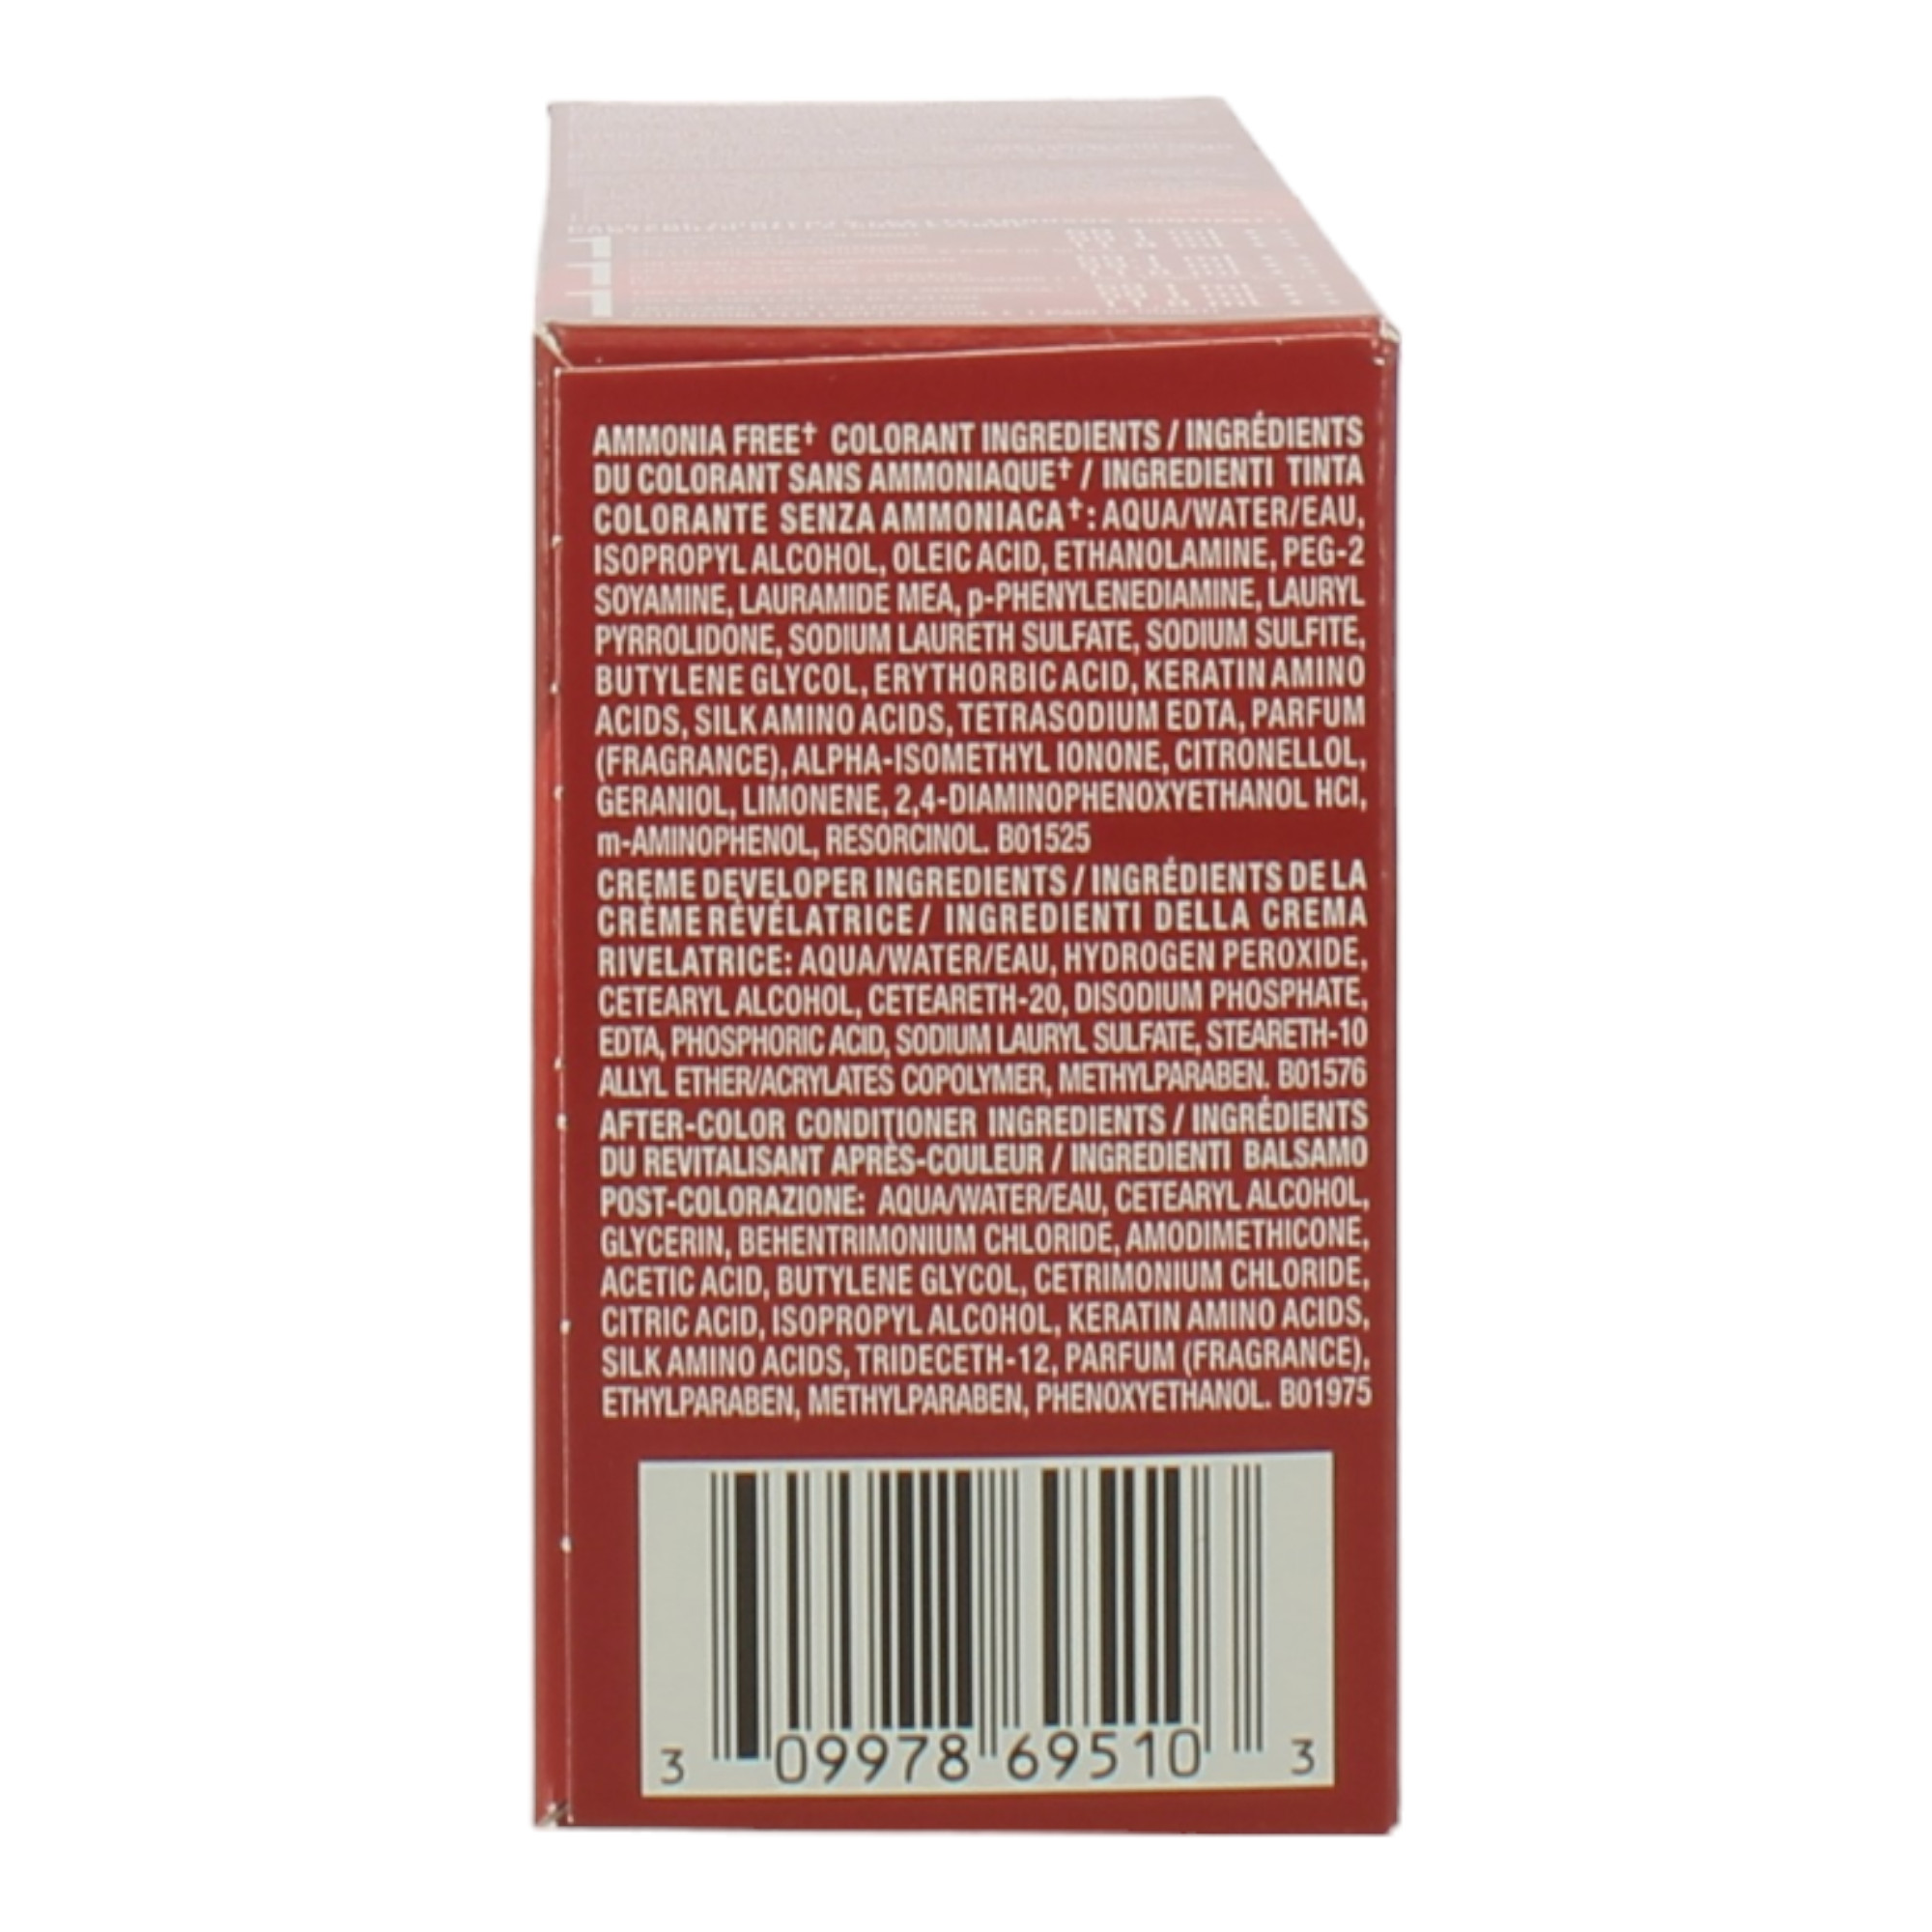 AMMONIA FREE† COLORANT INGREDIENTS / INGRÉDIENTS
DU COLORANT SANS AMMONIAQUE† / INGREDIENTI TINTA
COLORANTE SENZA AMMONIACA†: AQUA/WATER/EAU,
ISOPROPYL ALCOHOL, OLEIC ACID, ETHANOLAMINE, PEG-2
SOYAMINE, LAURAMIDE MEA, p-PHENYLENEDIAMINE, LAURYL
PYRROLIDONE, SODIUM LAURETH SULFATE, SODIUM SULFITE,
BUTYLENE GLYCOL, ERYTHORBIC ACID, KERATIN AMINO
ACIDS, SILK AMINO ACIDS, TETRASODIUM EDTA, PARFUM
(FRAGRANCE), ALPHA-ISOMETHYL IONONE, CITRONELLOL,
GERANIOL, LIMONENE, 2,4-DIAMINOPHENOXYETHANOL HCl,
m-AMINOPHENOL, RESORCINOL. B01525
CREME DEVELOPER INGREDIENTS / INGRÉDIENTS DE LA
CRÈME RÉVÉLATRICE / INGREDIENTI DELLA CREMA
RIVELATRICE: AQUA/WATER/EAU, HYDROGEN PEROXIDE,
CETEARYL ALCOHOL, CETEARETH-20, DISODIUM PHOSPHATE,
EDTA, PHOSPHORIC ACID, SODIUM LAURYL SULFATE, STEARETH-10
ALLYL ETHER/ACRYLATES COPOLYMER, METHYLPARABEN. B01576
AFTER-COLOR CONDITIONER INGREDIENTS / INGRÉDIENTS
DU REVITALISANT APRÈS-COULEUR / INGREDIENTI BALSAMO
POST-COLORAZIONE: AQUA/WATER/EAU, CETEARYL ALCOHOL,
GLYCERIN, BEHENTRIMONIUM CHLORIDE, AMODIMETHICONE,
ACETIC ACID, BUTYLENE GLYCOL, CETRIMONIUM CHLORIDE,
CITRIC ACID, ISOPROPYL ALCOHOL, KERATIN AMINO ACIDS,
SILK AMINO ACIDS, TRIDECETH-12, PARFUM (FRAGRANCE),
ETHYLPARABEN, METHYLPARABEN, PHENOXYETHANOL. B01975
3 09978 69510 3